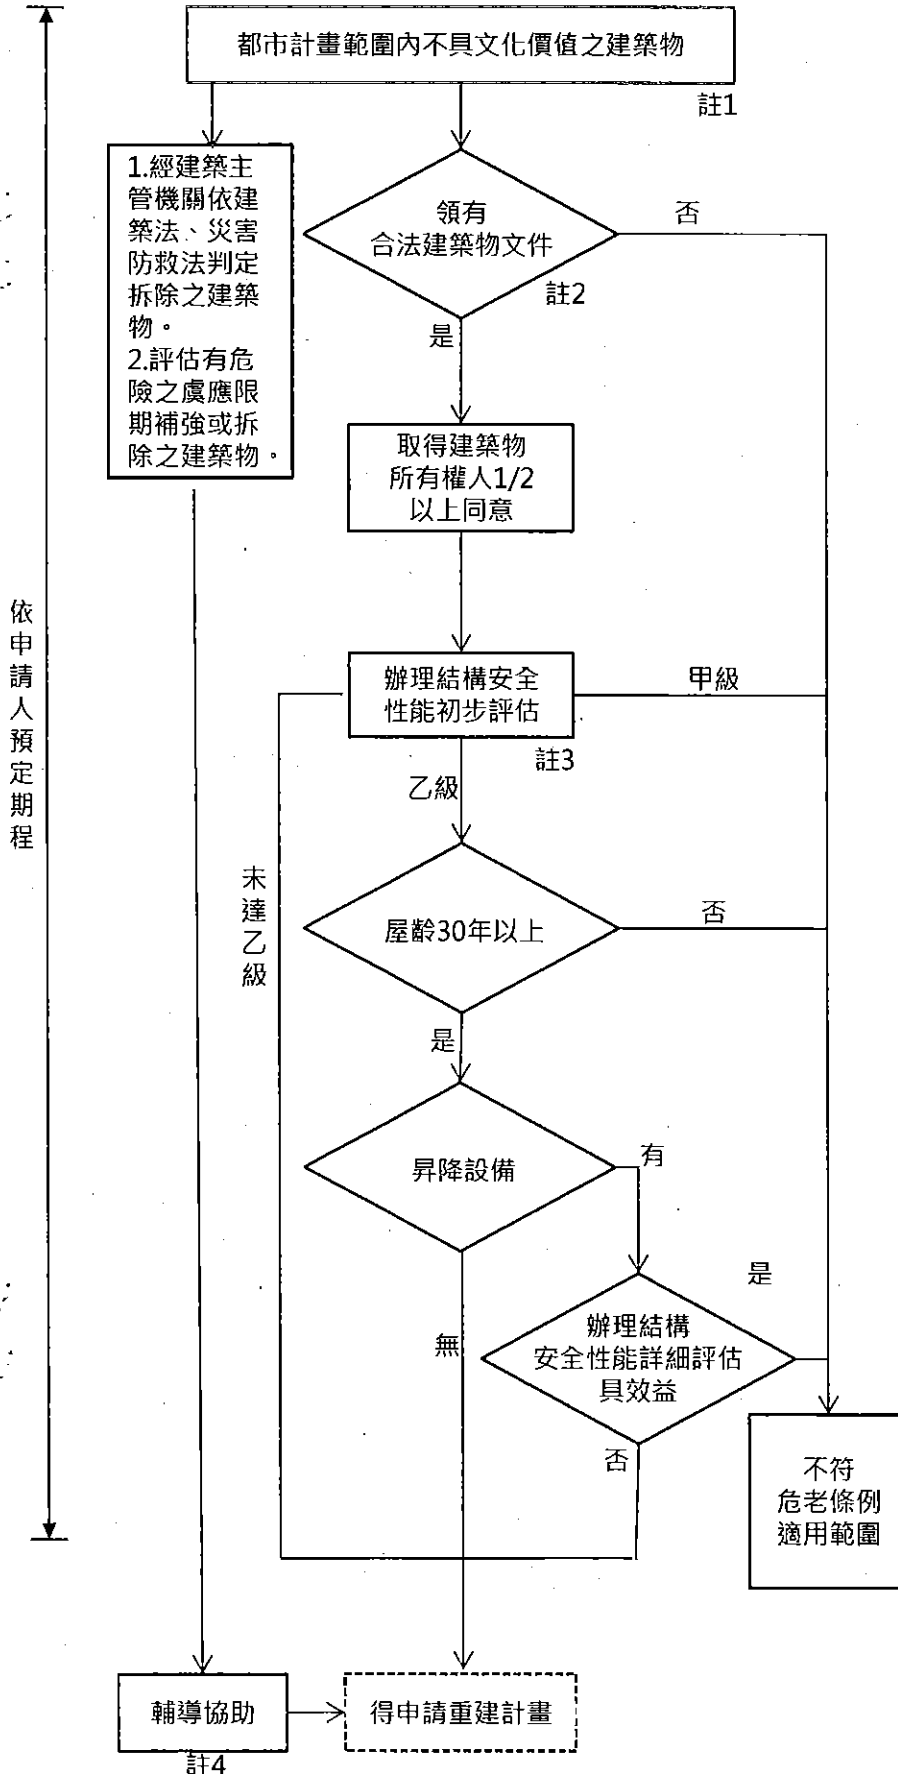 都市計畫範圍內不具文化價值之建築物
註1
1.經建築主
管機關依建
築法、災害
防救法判定
拆除之建築
物。
2.評估有危
險之虞應限
期補強或拆
除之建築物。
領有
合法建築物文件
註2
否
是
取得建築物
所有權人1/2
以上同意
辦理結構安全
性能初步評估
註3
甲級
乙級
未達乙級
依申請人預定期程
屋齡30年以上
否
是
昇降設備
有
無
辦理結構
安全性能詳細評估
具效益
是
否
不符
危老條例
適用範圍
輔導協助
註4
得申請重建計畫